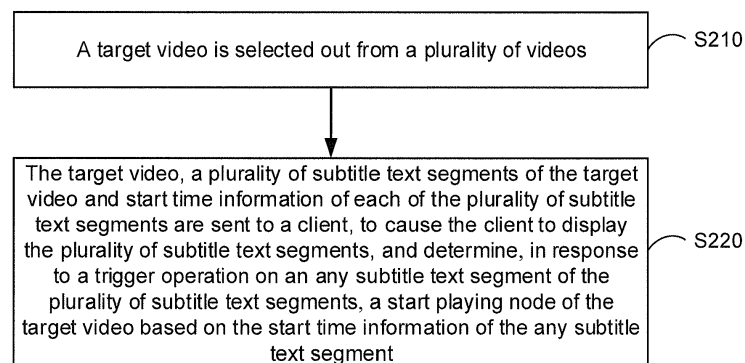 A target video is selected out from a plurality of videos
S210
The target video, a plurality of subtitle text segments of the target
video and start time information of each of the plurality of subtitle
text segments are sent to a client, to cause the client to display
the plurality of subtitle text segments, and determine, in response
to a trigger operation on an any subtitle text segment of the
plurality of subtitle text segments, a start playing node of the
target video based on the start time information of the any subtitle
text segment
S220